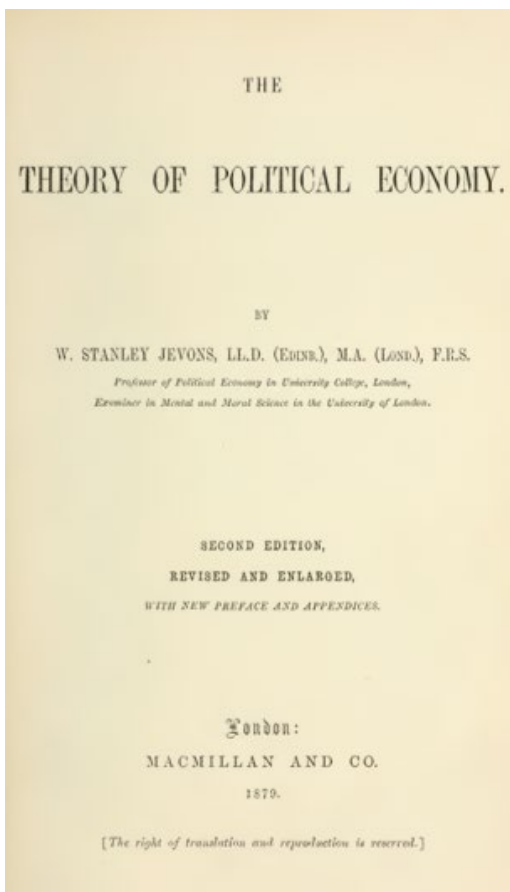 THE
THEORY OF POLITICAL ECONOMY.
BY
W. STANLEY JEVONS, LL.D. (EDINB.), M.A. (LOND.), F.R.S.
Professor of Political Economy in University College, London,
Examiner in Mental and Moral Science in the University of London.
SECOND EDITION,
REVISED AND ENLARGED,
WITH NEW PREFACE AND APPENDICES.
London:
MACMILLAN AND CO.
1879.
[The right of translation and reproduction is reserved.]